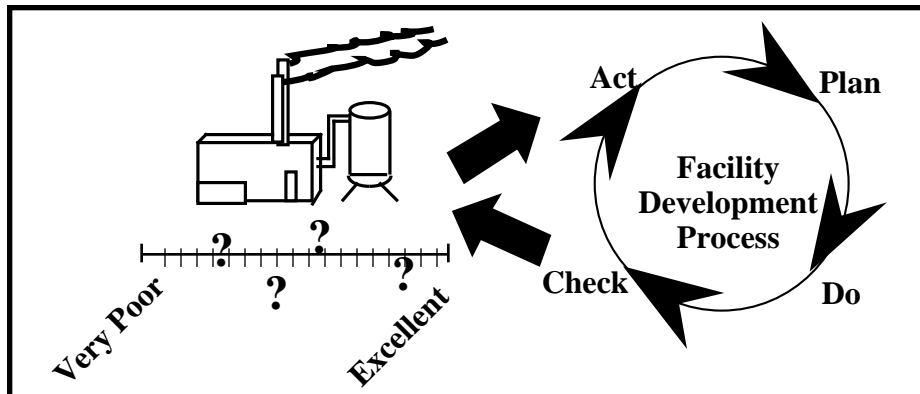 Act
Plan
Facility
Development
Process
? ?
? ?
Check
Do
Very Poor
Excellent